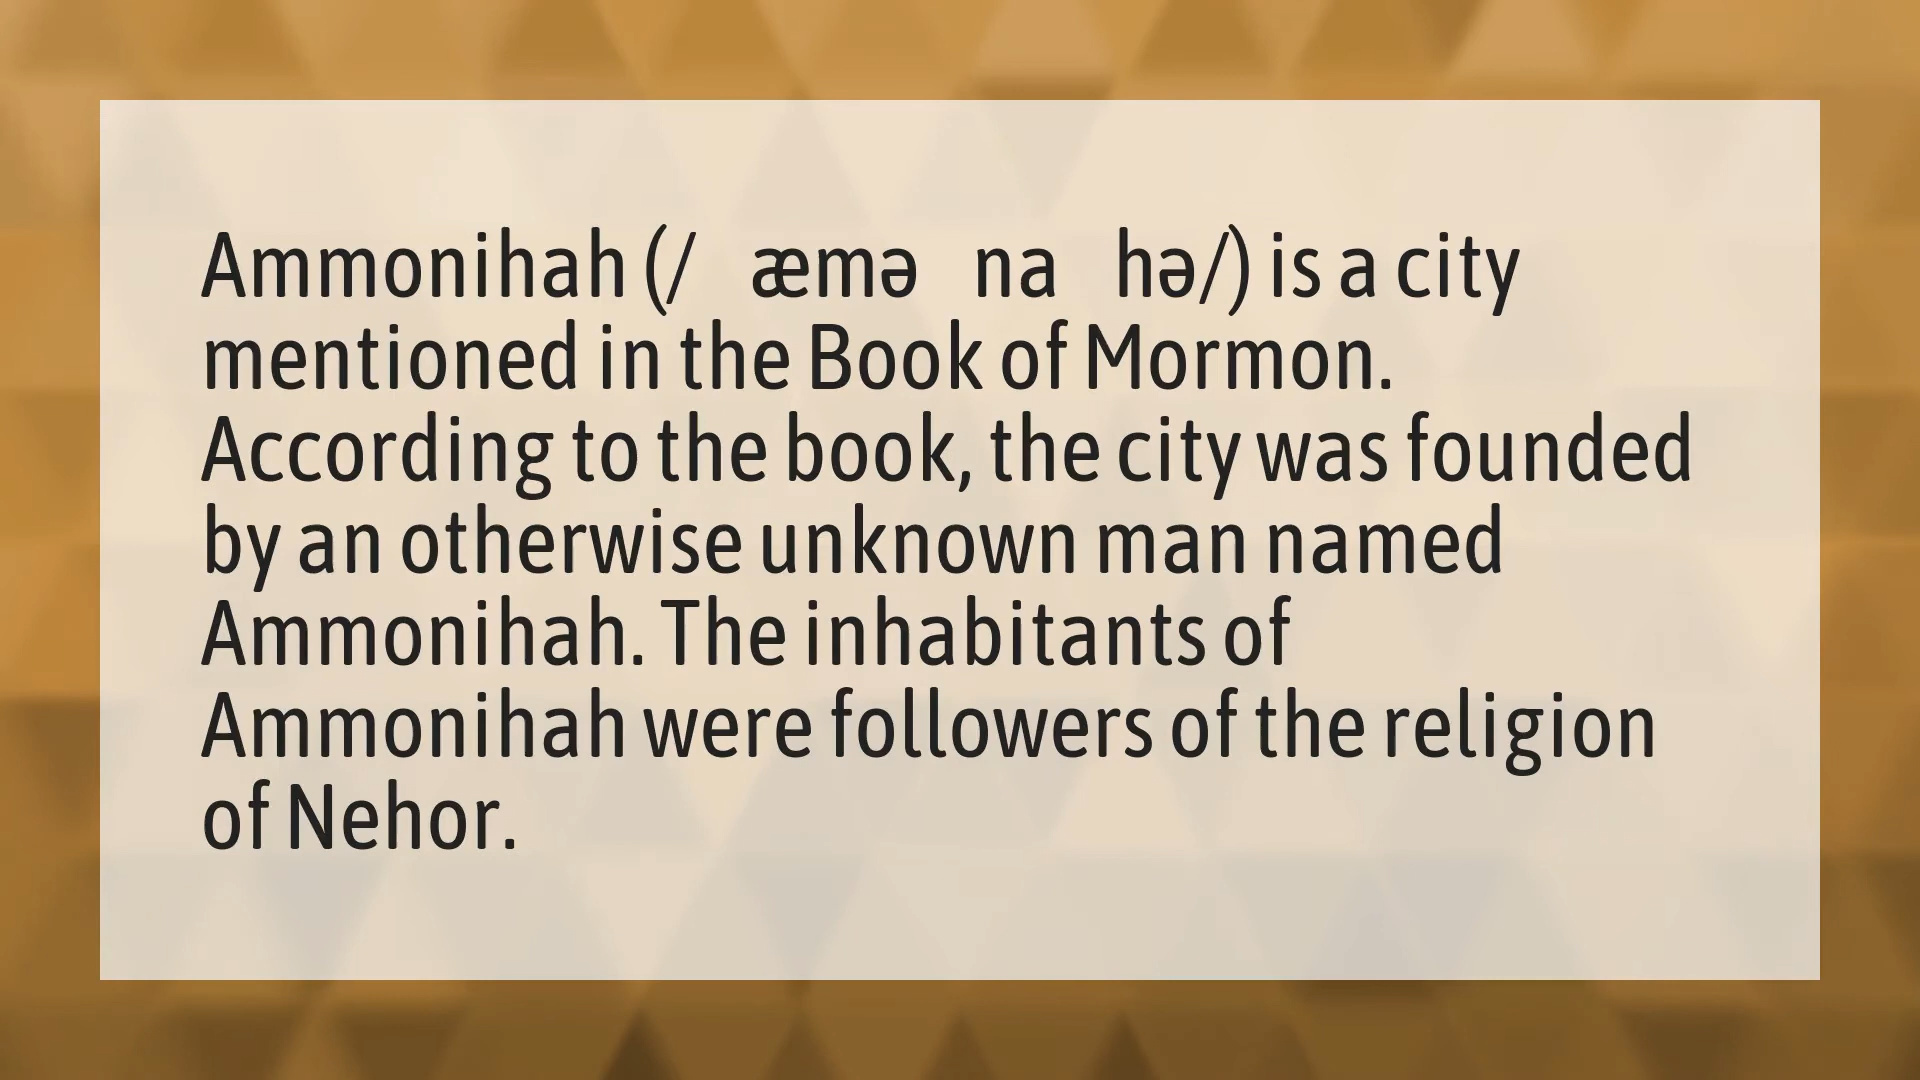 Ammonihah (/ æmə na hə/) is a city
mentioned in the Book of Mormon.
According to the book, the city was founded
by an otherwise unknown man named
Ammonihah. The inhabitants of
Ammonihah were followers of the religion
of Nehor.